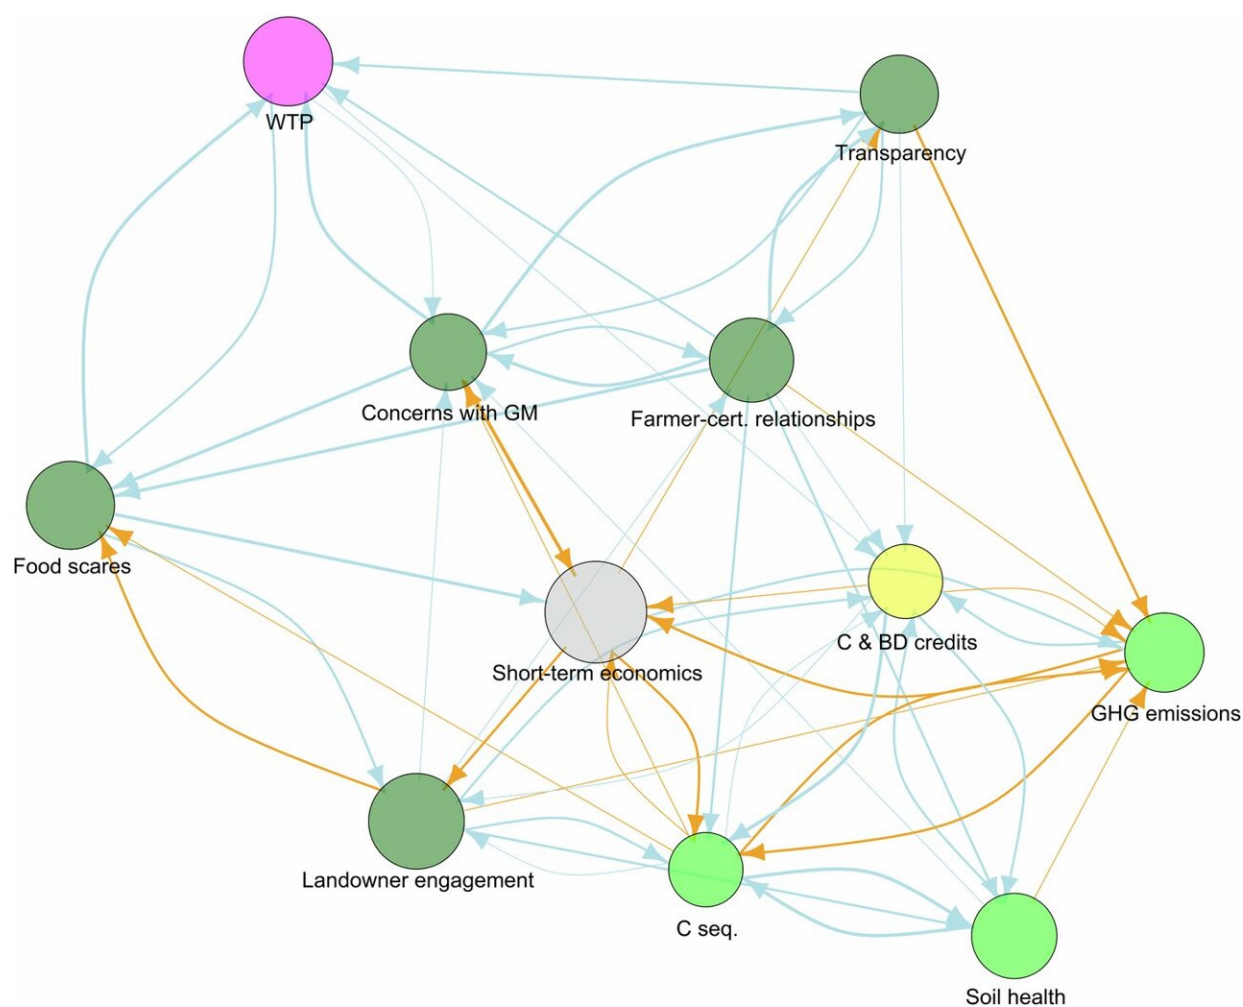 WTP
Transparency
Concerns with GM
Farmer-cert. relationships
Food scares
C & BD credits
Short-term economics
GHG emissions
Landowner engagement
C seq.
Soil health